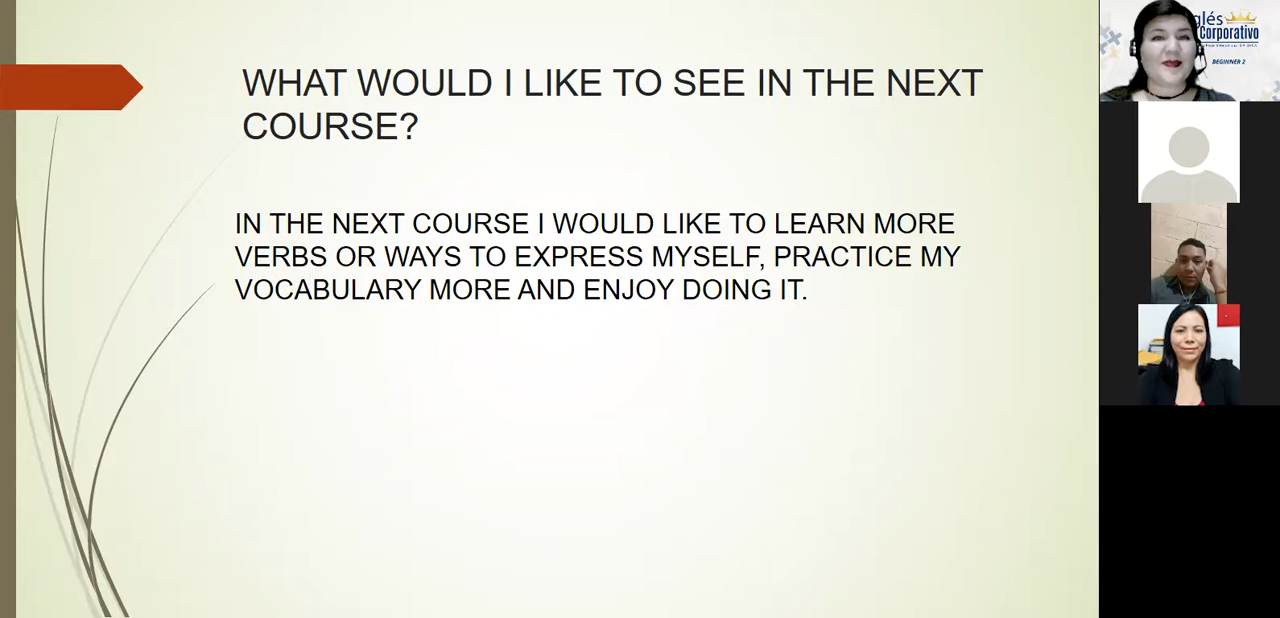 WHAT WOULD I LIKE TO SEE IN THE NEXT
COURSE?
IN THE NEXT COURSE I WOULD LIKE TO LEARN MORE
VERBS OR WAYS TO EXPRESS MYSELF, PRACTICE MY
VOCABULARY MORE AND ENJOY DOING IT.
glés
Corporativo
BEGINNER 2